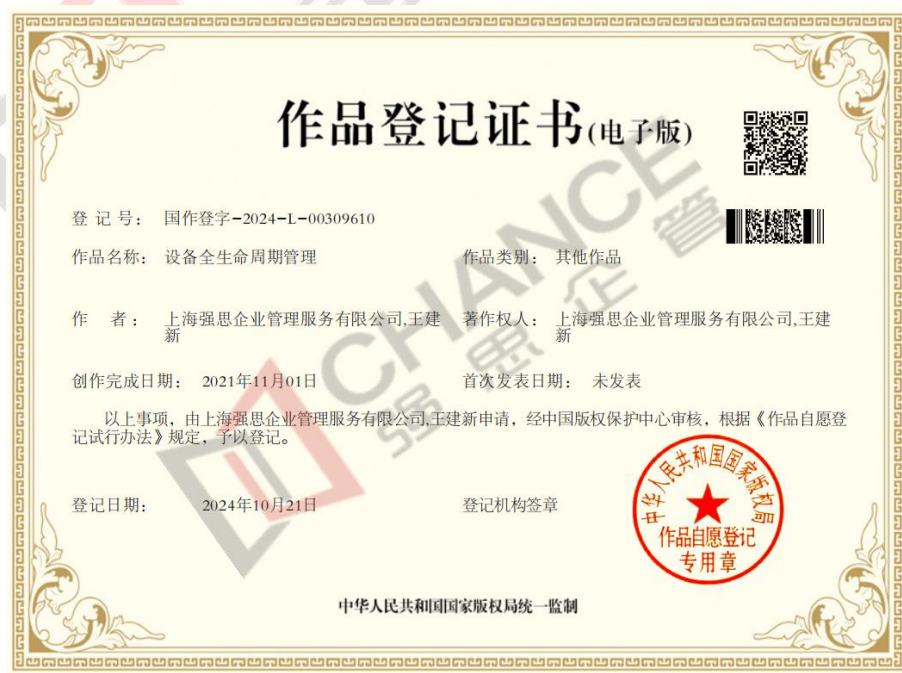 作品登记证书(电子版)
登 记 号： 国作登字-2024-L-00309610
作品名称： 设备全生命周期管理
作品类别： 其他作品
作 者： 上海强思企业管理服务有限公司,王建
新
著作权人： 上海强思企业管理服务有限公司,王建
新
创作完成日期： 2021年11月01日
首次发表日期： 未发表
以上事项，由上海强思企业管理服务有限公司,王建新申请，经中国版权保护中心审核，根据《作品自愿登
记试行办法》规定，予以登记。
登记日期： 2024年10月21日
登记机构签章
中华人民共和国国家版权局
作品自愿登记
专用章
中华人民共和国国家版权局统一监制
CHANCE
强思企管